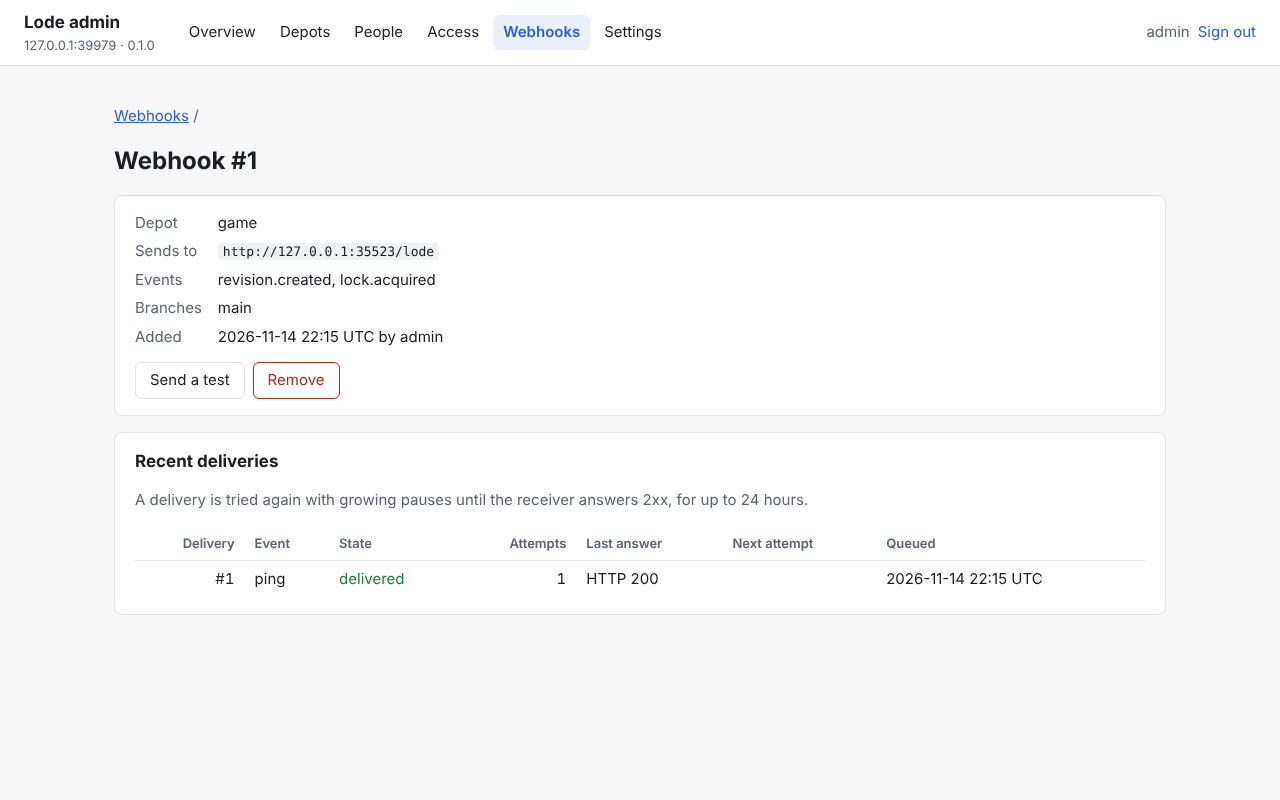 Lode admin
127.0.0.1:39979 · 0.1.0
Overview Depots People Access Webhooks Settings
admin Sign out
Webhooks /
Webhook #1
Depot game
Sends to http://127.0.0.1:35523/lode
Events revision.created, lock.acquired
Branches main
Added 2026-11-14 22:15 UTC by admin
Send a test Remove
Recent deliveries
A delivery is tried again with growing pauses until the receiver answers 2xx, for up to 24 hours.
Delivery Event State Attempts Last answer Next attempt Queued
#1 ping delivered 1 HTTP 200 2026-11-14 22:15 UTC